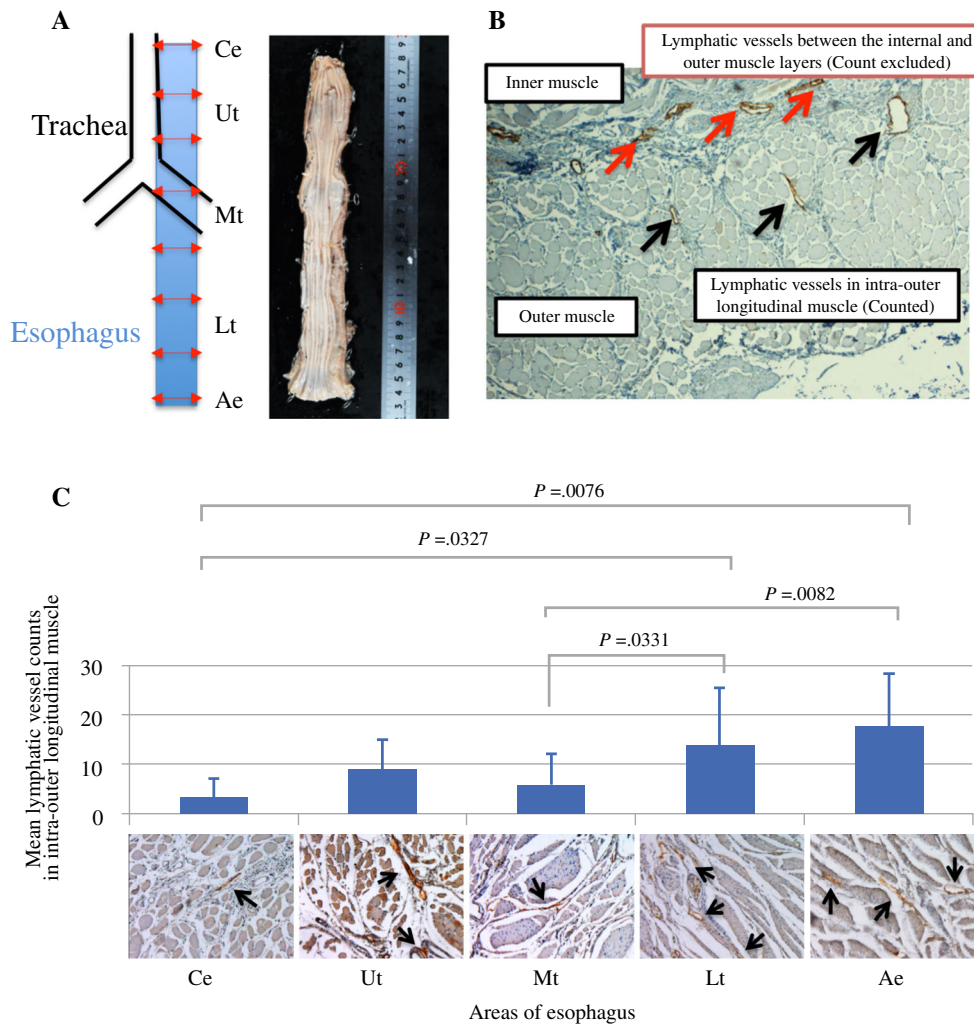 A
Ce
Ut
Trachea
Mt
Esophagus
Lt
Ae
B
Lymphatic vessels between the internal and
outer muscle layers (Count excluded)
Inner muscle
Lymphatic vessels in intra-outer
longitudinal muscle (Counted)
Outer muscle
C
P =.0076
P =.0327
P =.0082
P =.0331
Mean lymphatic vessel counts
in intra-outer longitudinal muscle
30
20
10
0
Ce Ut Mt Lt Ae
Areas of esophagus